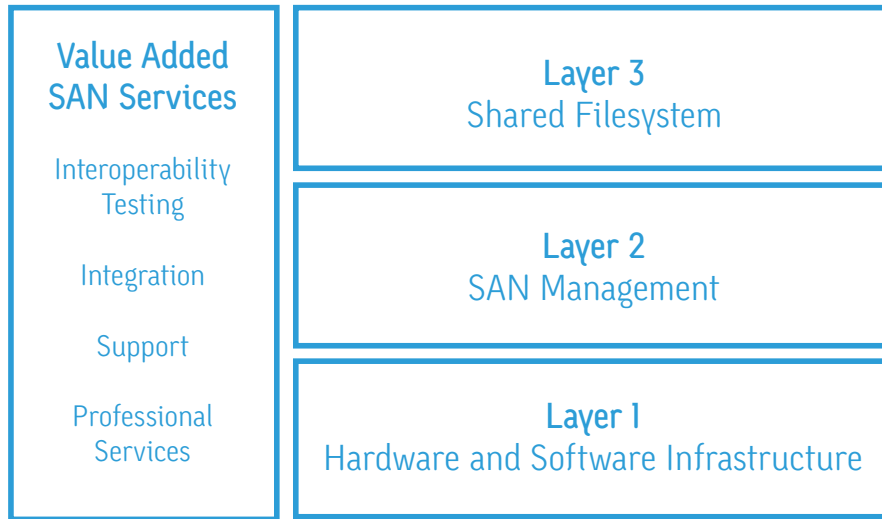 Value Added
SAN Services
Interoperability
Testing
Integration
Support
Professional
Services
Layer 3
Shared Filesystem
Layer 2
SAN Management
Layer 1
Hardware and Software Infrastructure